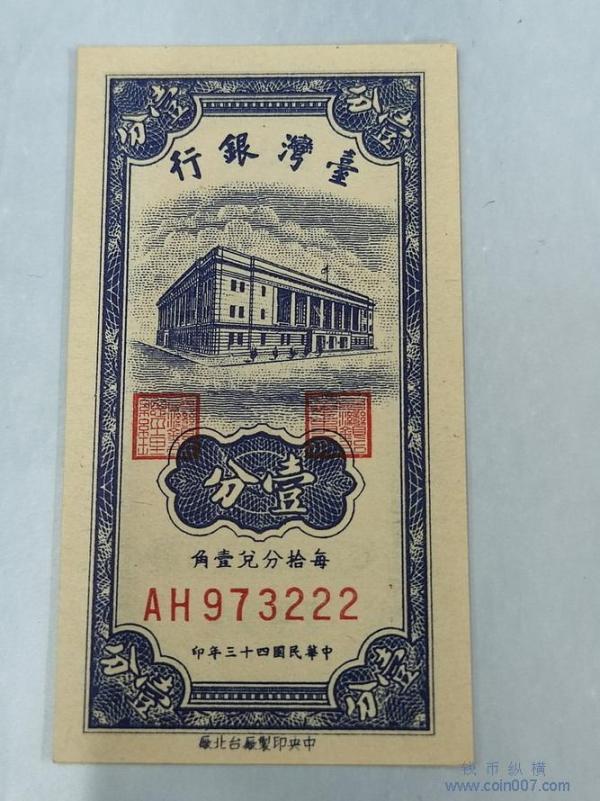 壹分
壹分
臺灣銀行
壹分
每拾分兌壹角
AH973222
中華民國四十三年印
壹分
壹分
中央印製廠台北廠
钱币纵横
www.coin007.com